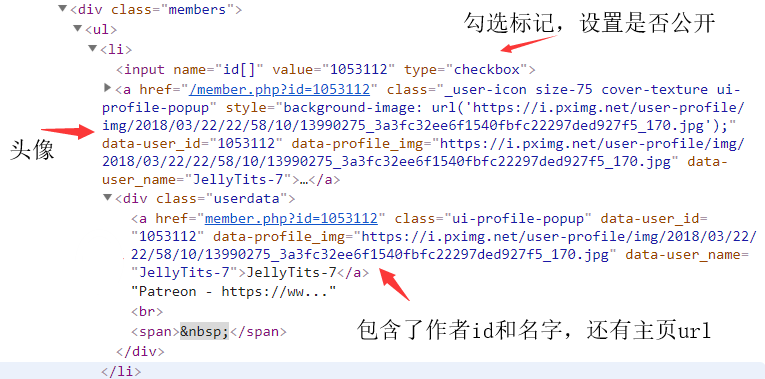 <div class="members">
<ul>
勾选标记，设置是否公开
<li>
<input name="id[]" value="1053112" type="checkbox">
<a href="/member.php?id=1053112" class="_user-icon size-75 cover-texture ui-
profile-popup" style="background-image: url('https://i.pximg.net/user-profile/
img/2018/03/22/22/58/10/13990275_3a3fc32ee6f1540fbfc22297ded927f5_170.jpg');"
头像
data-user_id="1053112" data-profile_img="https://i.pximg.net/user-profile/img/
2018/03/22/22/58/10/13990275_3a3fc32ee6f1540fbfc22297ded927f5_170.jpg" data-
user_name="JellyTits-7">…</a>
<div class="userdata">
<a href="member.php?id=1053112" class="ui-profile-popup" data-user_id=
"1053112" data-profile_img="https://i.pximg.net/user-profile/img/2018/03/22/
22/58/10/13990275_3a3fc32ee6f1540fbfc22297ded927f5_170.jpg" data-user_name=
"JellyTits-7">JellyTits-7</a>
"Patreon - https://ww..."
<br>
包含了作者id和名字，还有主页url
<span>&nbsp;</span>
</div>
</li>